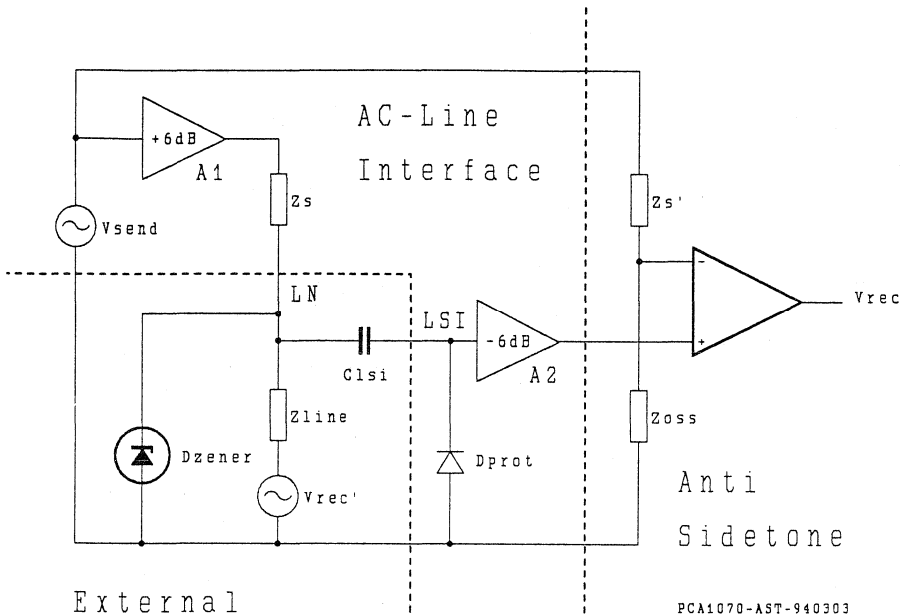 AC-Line
Interface
+6dB
A1
Zs
Zs'
Vsend
LN
LSI
-6dB
A2
-
+
Vrec
Clsi
Zline
Zoss
Dzener
Dprot
Vrec'
Anti
Sidetone
External
PCA1070-AST-940303